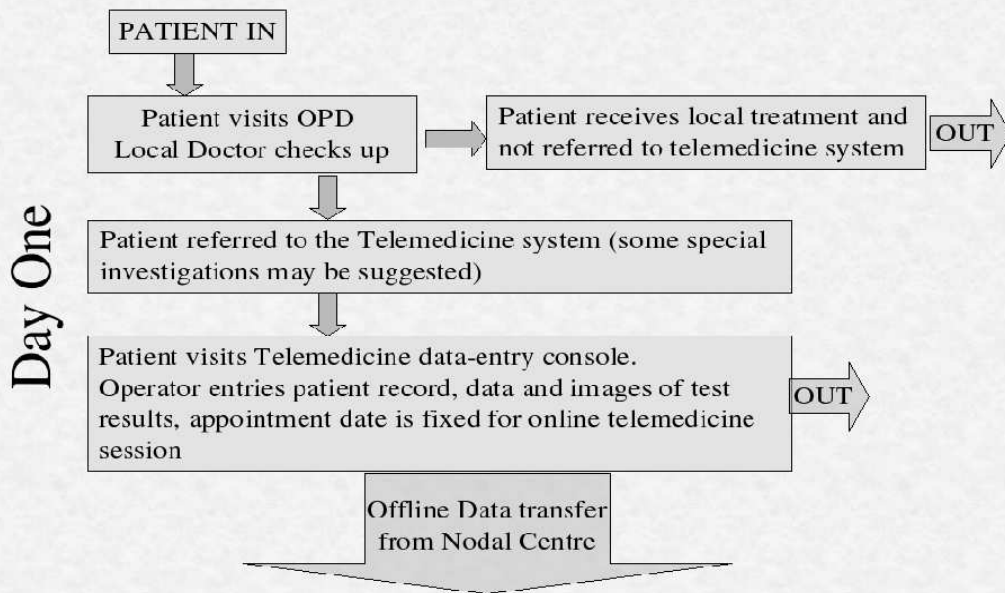 PATIENT IN
Patient visits OPD
Local Doctor checks up
Patient receives local treatment and
not referred to telemedicine system
OUT
Day One
Patient referred to the Telemedicine system (some special
investigations may be suggested)
Patient visits Telemedicine data-entry console.
Operator entries patient record, data and images of test
results, appointment date is fixed for online telemedicine
session
OUT
Offline Data transfer
from Nodal Centre